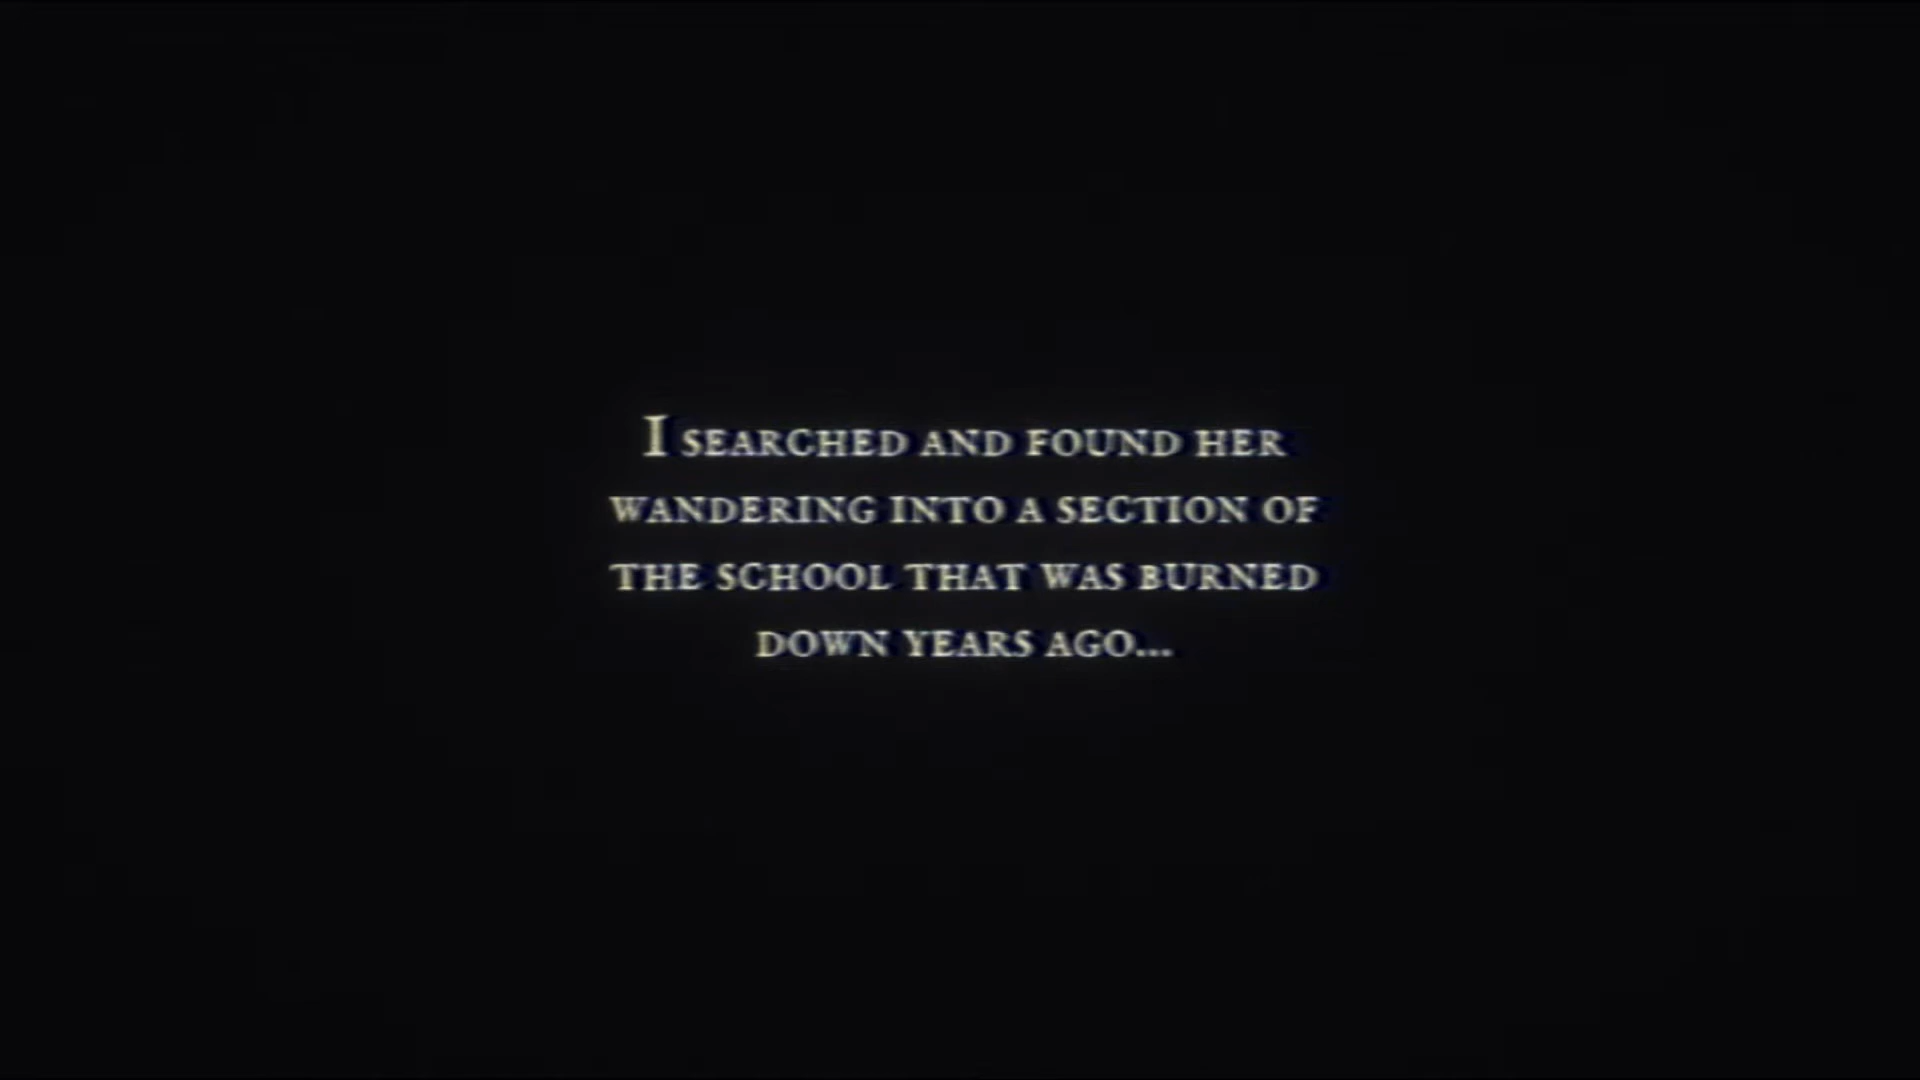 I SEARCHED AND FOUND HER
WANDERING INTO A SECTION OF
THE SCHOOL THAT WAS BURNED
DOWN YEARS AGO...